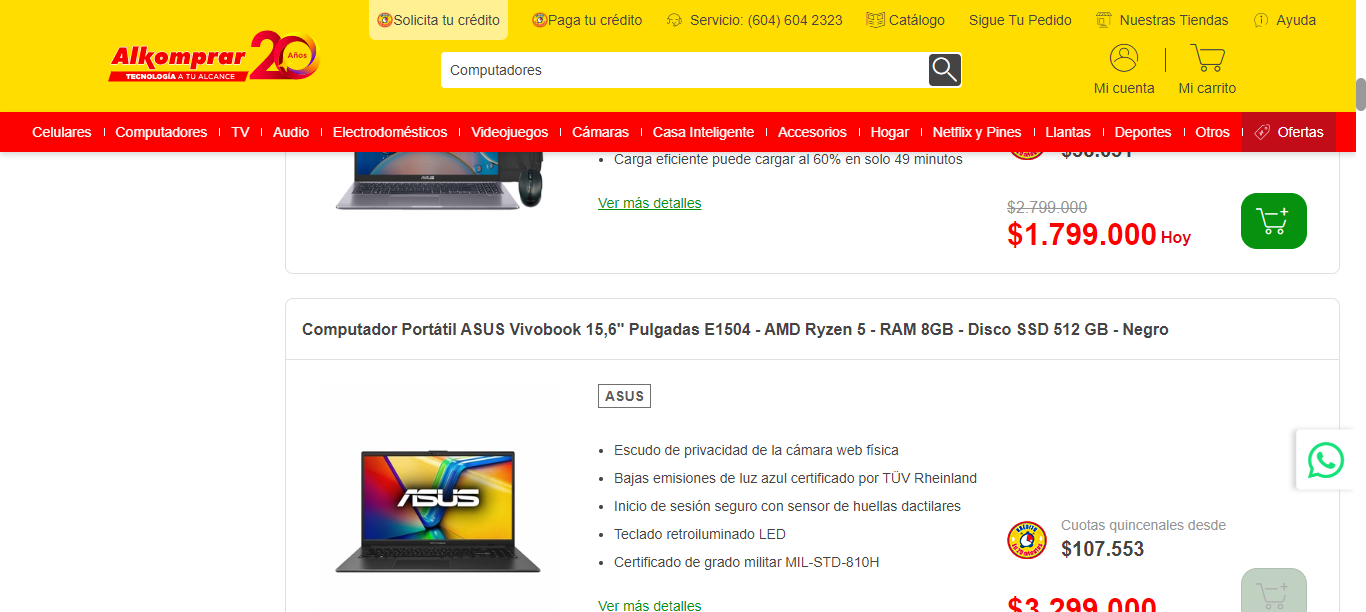 Solicita tu crédito
Paga tu crédito
Servicio: (604) 604 2323
Catálogo
Sigue Tu Pedido
Nuestras Tiendas
Ayuda
Alkomprar 20 Años
TECNOLOGÍA A TU ALCANCE
Computadores
Mi cuenta
Mi carrito
Celulares
Computadores
TV
Audio
Electrodomésticos
Videojuegos
Cámaras
Casa Inteligente
Accesorios
Hogar
Netflix y Pines
Llantas
Deportes
Otros
Ofertas
• Carga eficiente puede cargar al 60% en solo 49 minutos
Ver más detalles
$2.799.000
$1.799.000 Hoy
Computador Portátil ASUS Vivobook 15,6" Pulgadas E1504 - AMD Ryzen 5 - RAM 8GB - Disco SSD 512 GB - Negro
ASUS
ASUS
• Escudo de privacidad de la cámara web física
• Bajas emisiones de luz azul certificado por TÜV Rheinland
• Inicio de sesión seguro con sensor de huellas dactilares
• Teclado retroiluminado LED
• Certificado de grado militar MIL-STD-810H
Cuotas quincenales desde
$107.553
Ver más detalles
$3.299.000